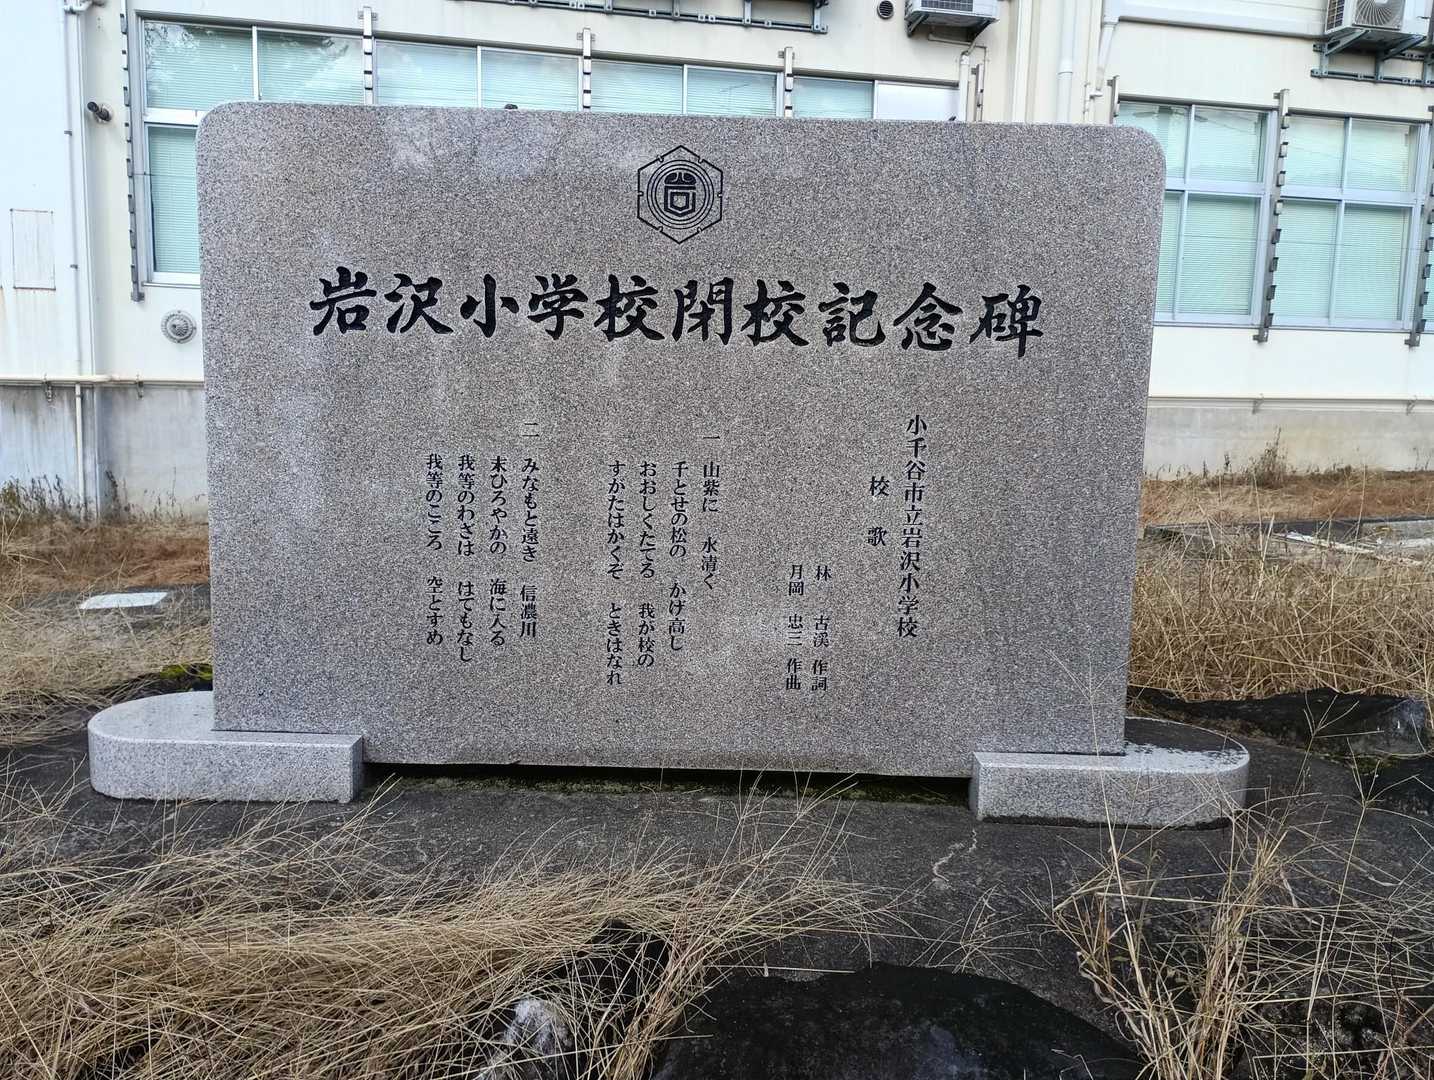 岩
岩沢小学校閉校記念碑
小千谷市立岩沢小学校
校歌
林 古渓 作詞
月岡 忠三 作曲
一 山紫に 水清く
千とせの松の かげ高し
おおしくたてる 我が校の
すがたはかくぞ ときはなれ
二 みなもと遠き 信濃川
末ひろやかの 海に入る
我等のわざは はてもなし
我等のこころ 空とすめ